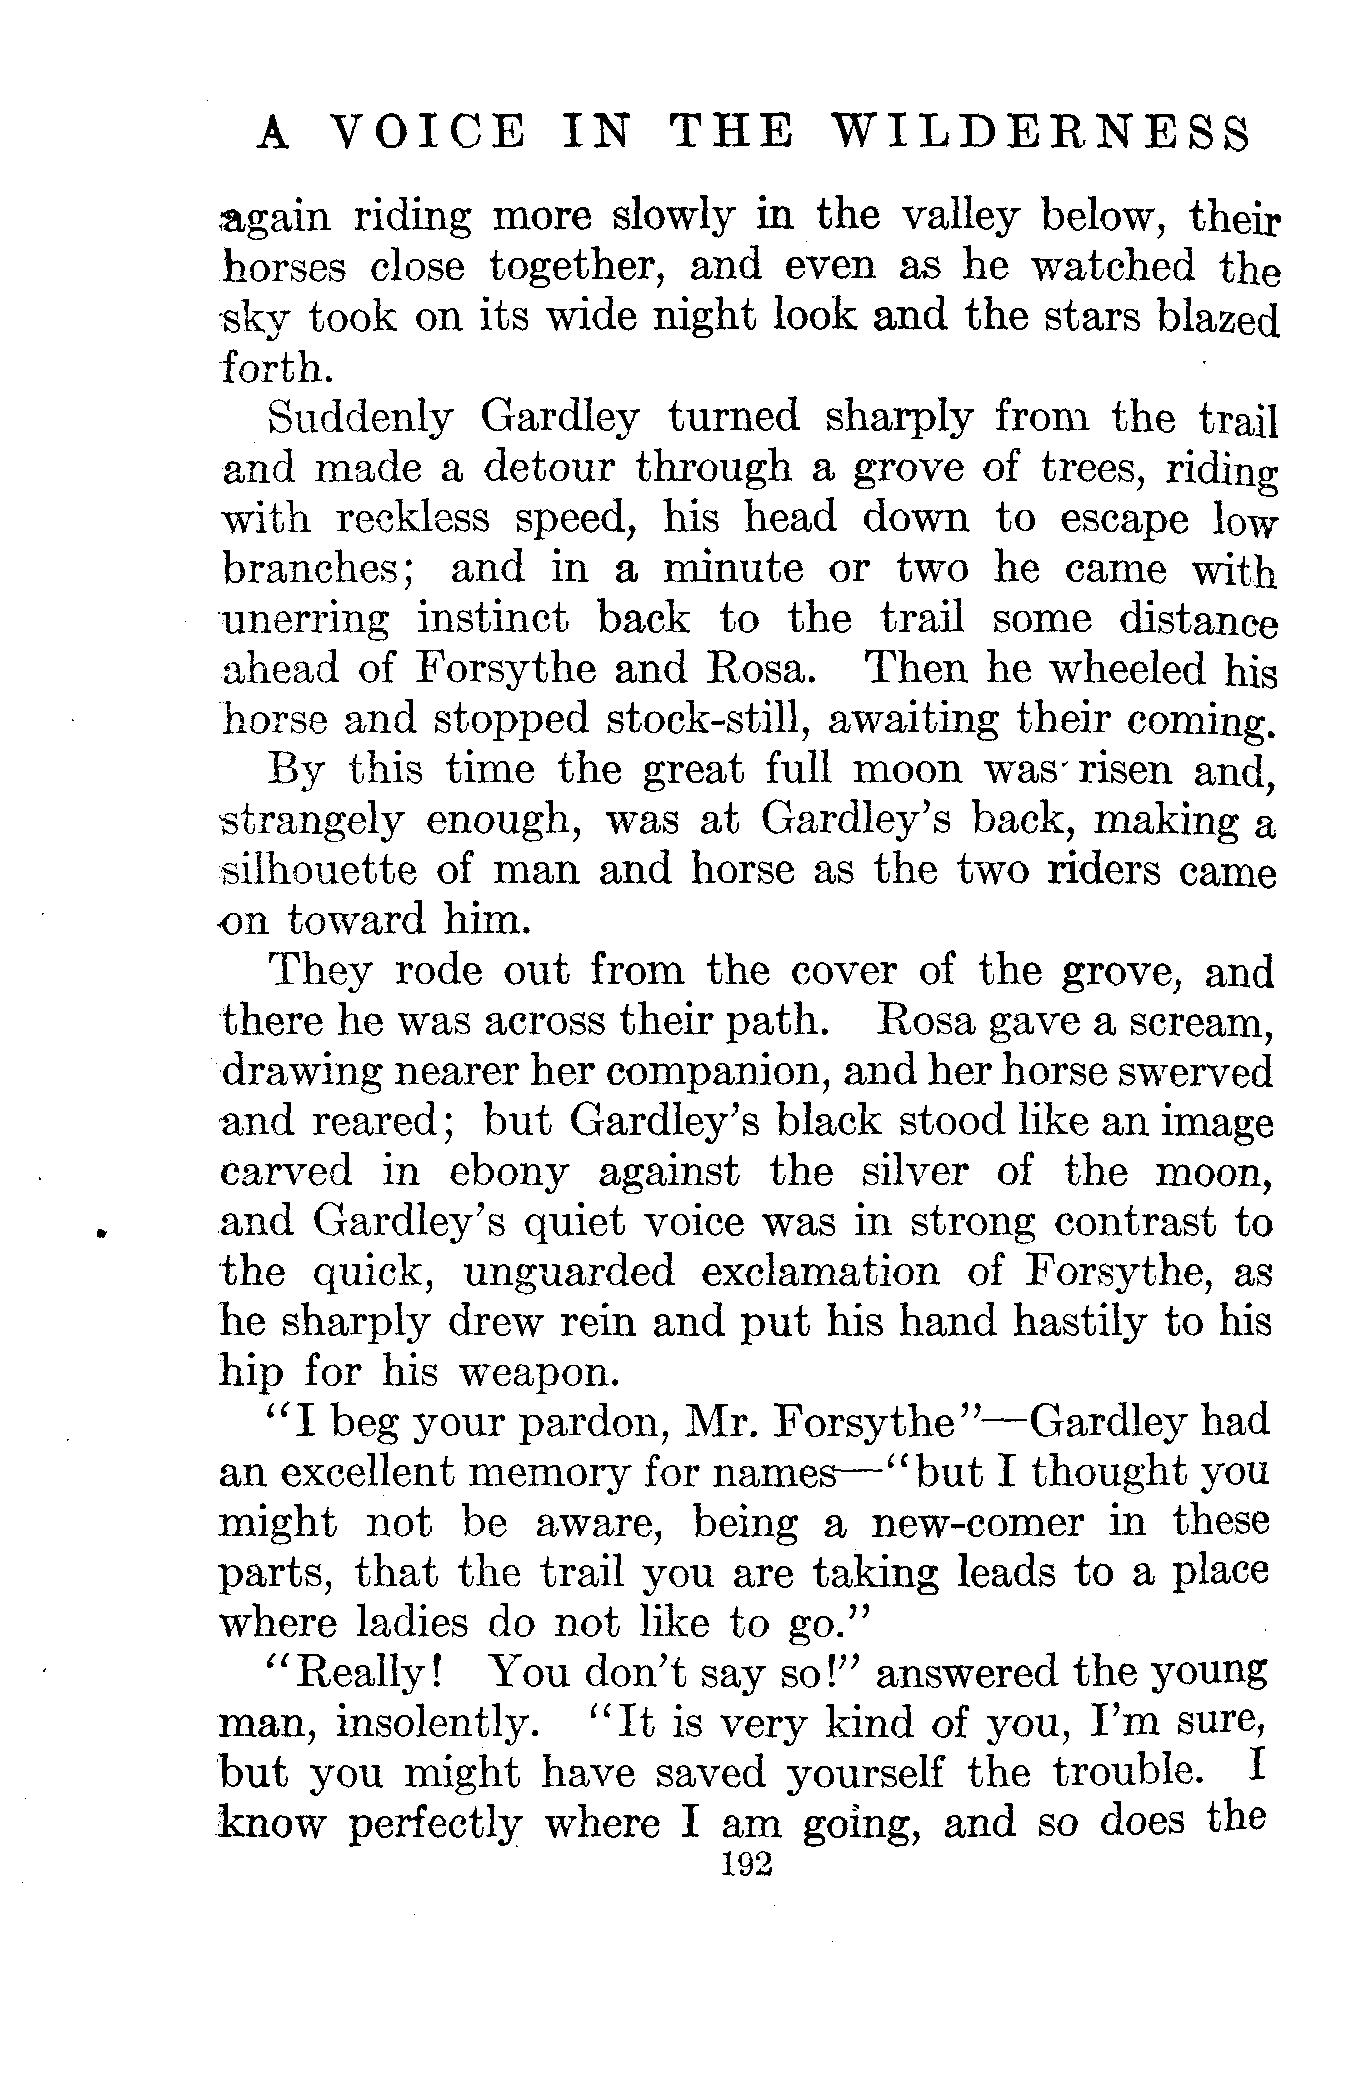 A VOICE IN THE WILDERNESS
again riding more slowly in the valley below, their
horses close together, and even as he watched the
sky took on its wide night look and the stars blazed
forth.
Suddenly Gardley turned sharply from the trail
and made a detour through a grove of trees, riding
with reckless speed, his head down to escape low
branches; and in a minute or two he came with
unerring instinct back to the trail some distance
ahead of Forsythe and Rosa. Then he wheeled his
horse and stopped stock-still, awaiting their coming.
By this time the great full moon was risen and,
strangely enough, was at Gardley's back, making a
silhouette of man and horse as the two riders came
on toward him.
They rode out from the cover of the grove, and
there he was across their path. Rosa gave a scream,
drawing nearer her companion, and her horse swerved
and reared; but Gardley's black stood like an image
carved in ebony against the silver of the moon,
and Gardley's quiet voice was in strong contrast to
the quick, unguarded exclamation of Forsythe, as
he sharply drew rein and put his hand hastily to his
hip for his weapon.
"I beg your pardon, Mr. Forsythe"—Gardley had
an excellent memory for names—"but I thought you
might not be aware, being a new-comer in these
parts, that the trail you are taking leads to a place
where ladies do not like to go."
"Really! You don't say so!" answered the young
man, insolently. "It is very kind of you, I'm sure,
but you might have saved yourself the trouble. I
know perfectly where I am going, and so does the
192